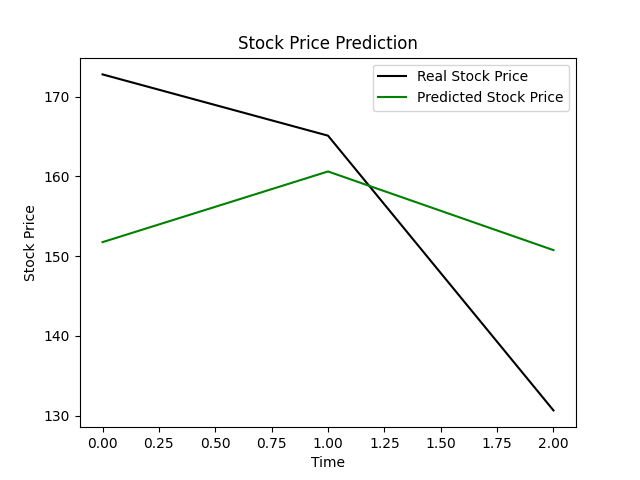 Stock Price Prediction
Real Stock Price
Predicted Stock Price
Stock Price
170
160
150
140
130
0.00 0.25 0.50 0.75 1.00 1.25 1.50 1.75 2.00
Time